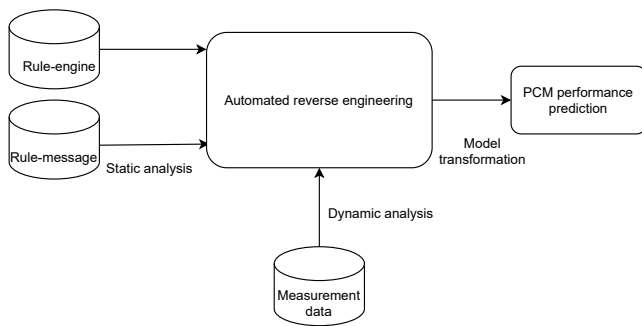 Rule-engine
Automated reverse engineering
PCM performance
prediction
Rule-message
Static analysis
Model
transformation
Dynamic analysis
Measurement
data